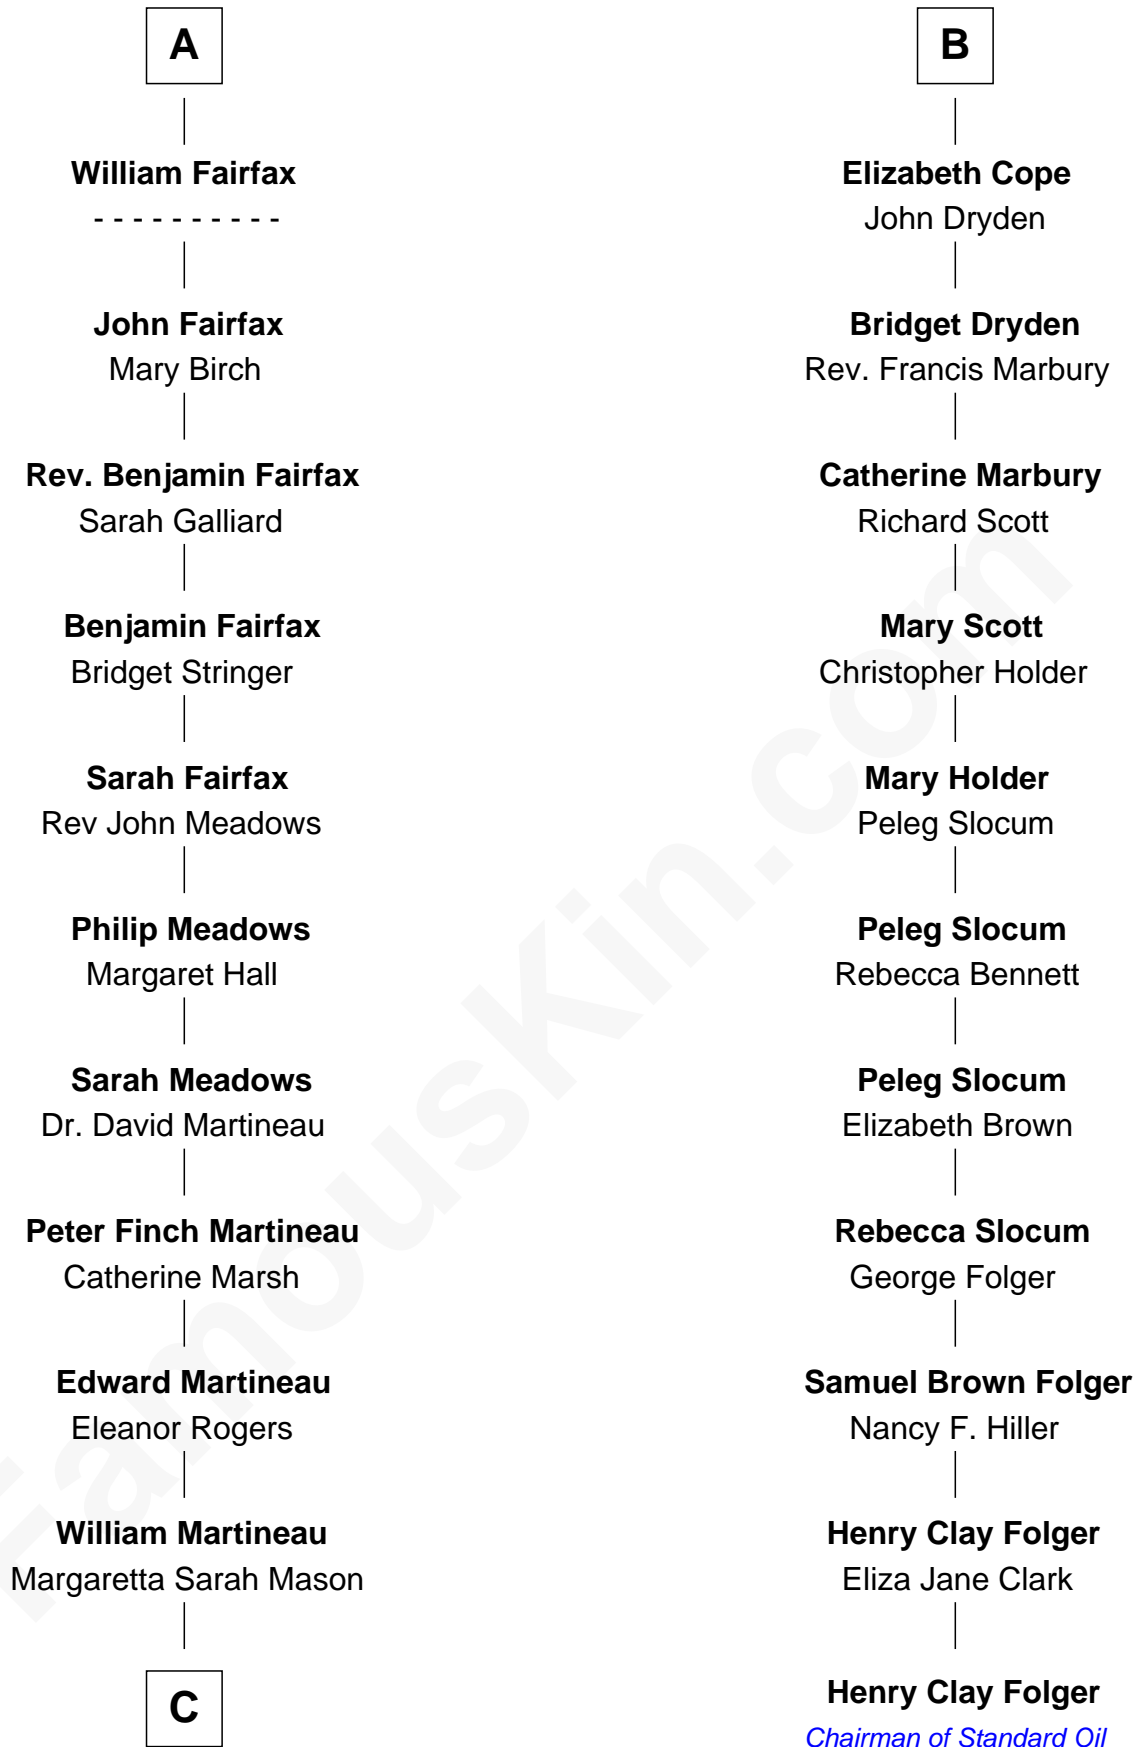 A
William Fairfax
- - - - - - - - - -
John Fairfax
Mary Birch
Rev. Benjamin Fairfax
Sarah Galliard
Benjamin Fairfax
Bridget Stringer
Sarah Fairfax
Rev John Meadows
Philip Meadows
Margaret Hall
Sarah Meadows
Dr. David Martineau
Peter Finch Martineau
Catherine Marsh
Edward Martineau
Eleanor Rogers
William Martineau
Margaretta Sarah Mason
C
B
Elizabeth Cope
John Dryden
Bridget Dryden
Rev. Francis Marbury
Catherine Marbury
Richard Scott
Mary Scott
Christopher Holder
Mary Holder
Peleg Slocum
Peleg Slocum
Rebecca Bennett
Peleg Slocum
Elizabeth Brown
Rebecca Slocum
George Folger
Samuel Brown Folger
Nancy F. Hiller
Henry Clay Folger
Eliza Jane Clark
Henry Clay Folger
Chairman of Standard Oil
FamousKin.com